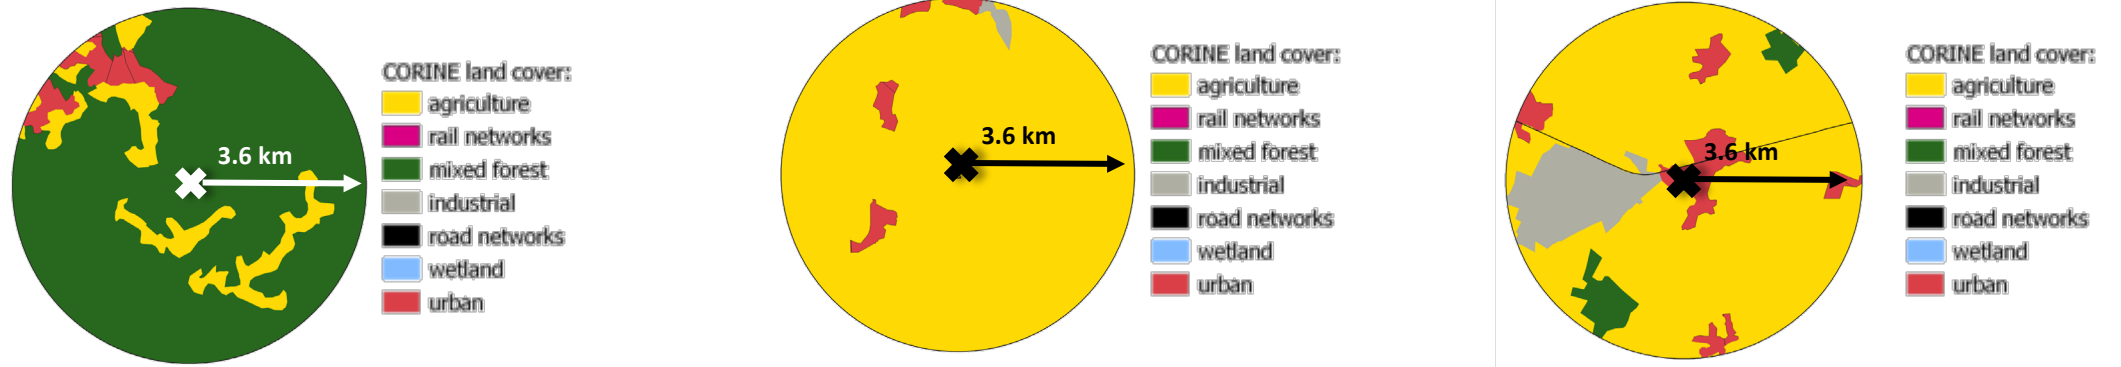 3.6 km
CORINE land cover:
agriculture
rail networks
mixed forest
industrial
road networks
wetland
urban
3.6 km
CORINE land cover:
agriculture
rail networks
mixed forest
industrial
road networks
wetland
urban
3.6 km
CORINE land cover:
agriculture
rail networks
mixed forest
industrial
road networks
wetland
urban